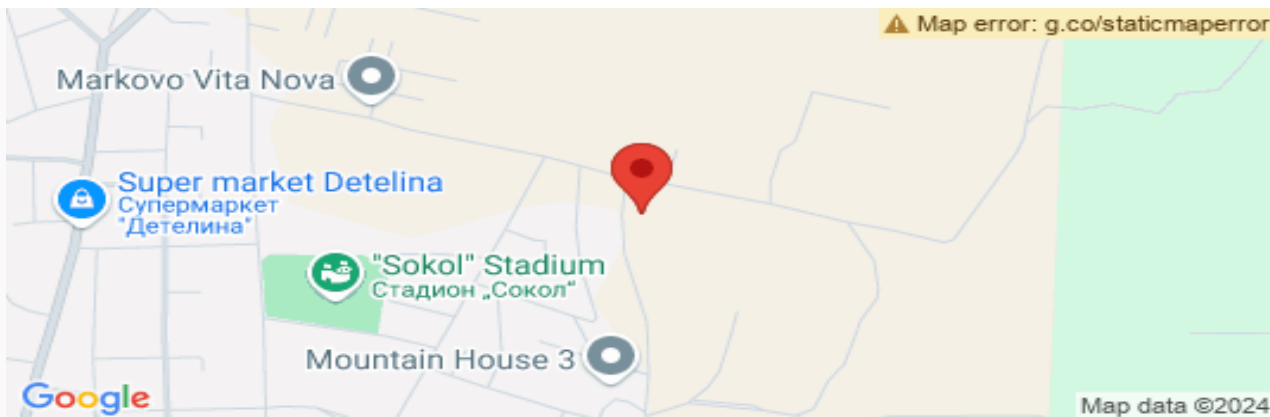 Map error: g.co/staticmaperror
Markovo Vita Nova
Super market Detelina
Супермаркет
"Детелина"
"Sokol" Stadium
Стадион „Сокол“
Mountain House 3
Google
Map data ©2024